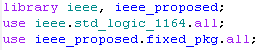 library ieee, ieee_proposed;
use ieee.std_logic_1164.all;
use ieee_proposed.fixed_pkg.all;